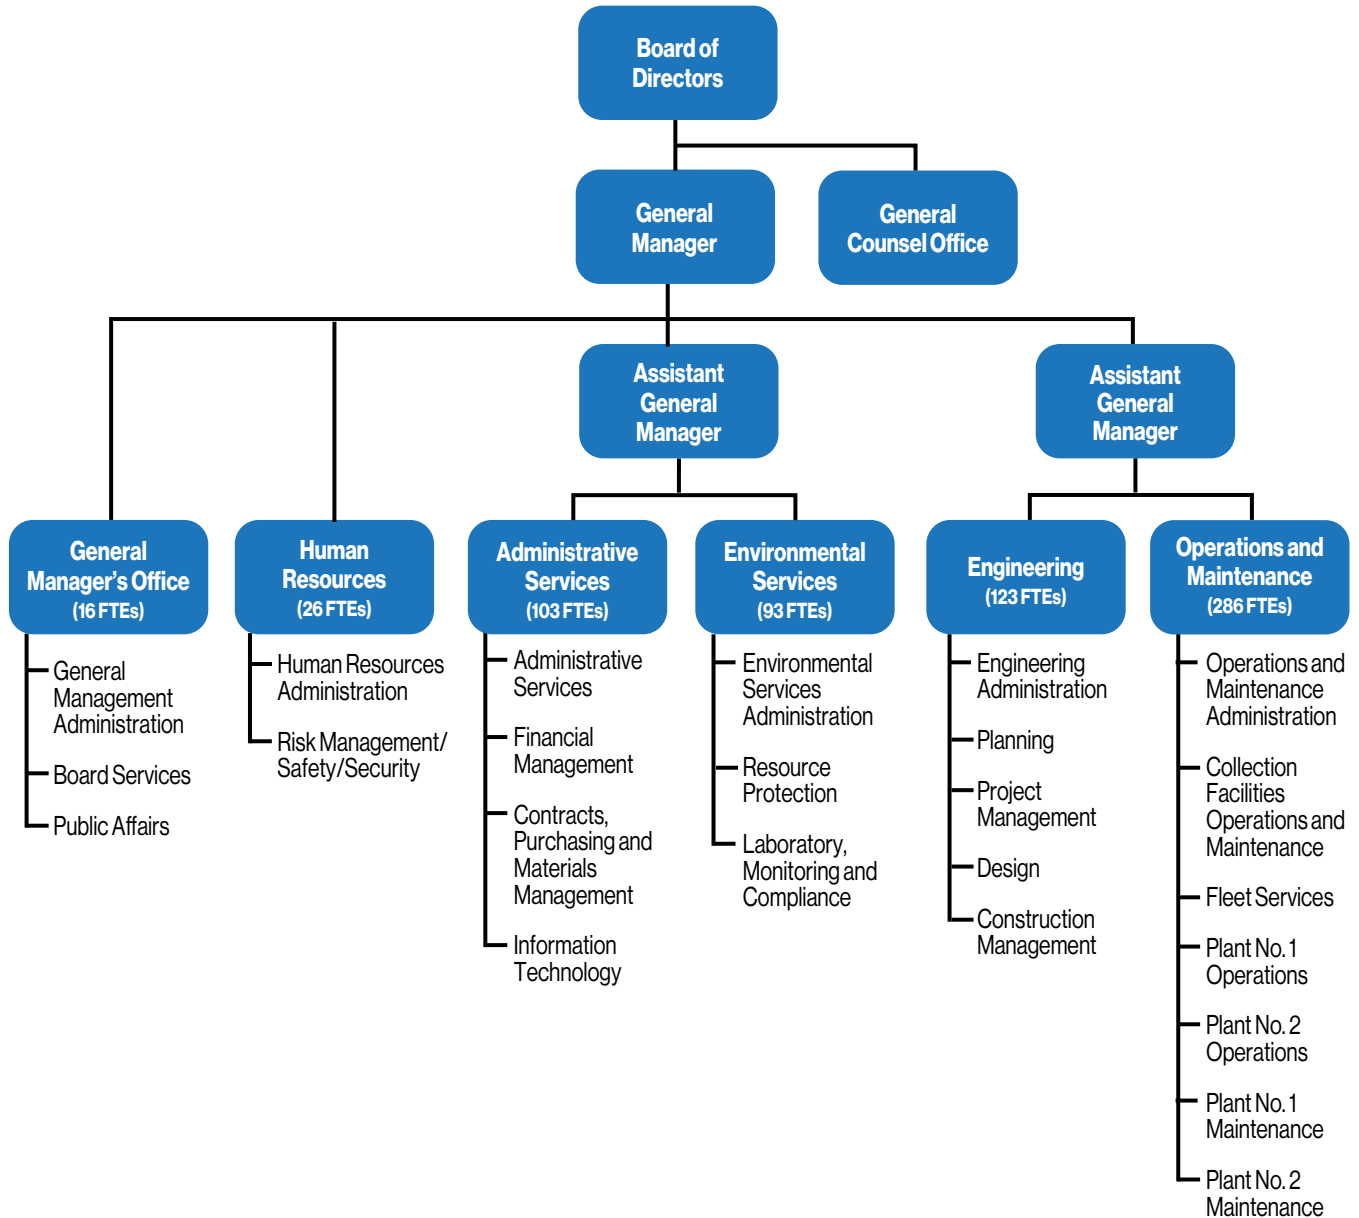 Board of
Directors
General
Manager
General
Counsel Office
Assistant
General
Manager
Assistant
General
Manager
General
Manager's Office
(16 FTEs)
General
Management
Administration
Board Services
Public Affairs
Human
Resources
(26 FTEs)
Human Resources
Administration
Risk Management/
Safety/Security
Administrative
Services
(103 FTEs)
Administrative
Services
Financial
Management
Contracts,
Purchasing and
Materials
Management
Information
Technology
Environmental
Services
(93 FTEs)
Environmental
Services
Administration
Resource
Protection
Laboratory,
Monitoring and
Compliance
Engineering
(123 FTEs)
Engineering
Administration
Planning
Project
Management
Design
Construction
Management
Operations and
Maintenance
(286 FTEs)
Operations and
Maintenance
Administration
Collection
Facilities
Operations and
Maintenance
Fleet Services
Plant No. 1
Operations
Plant No. 2
Operations
Plant No. 1
Maintenance
Plant No. 2
Maintenance